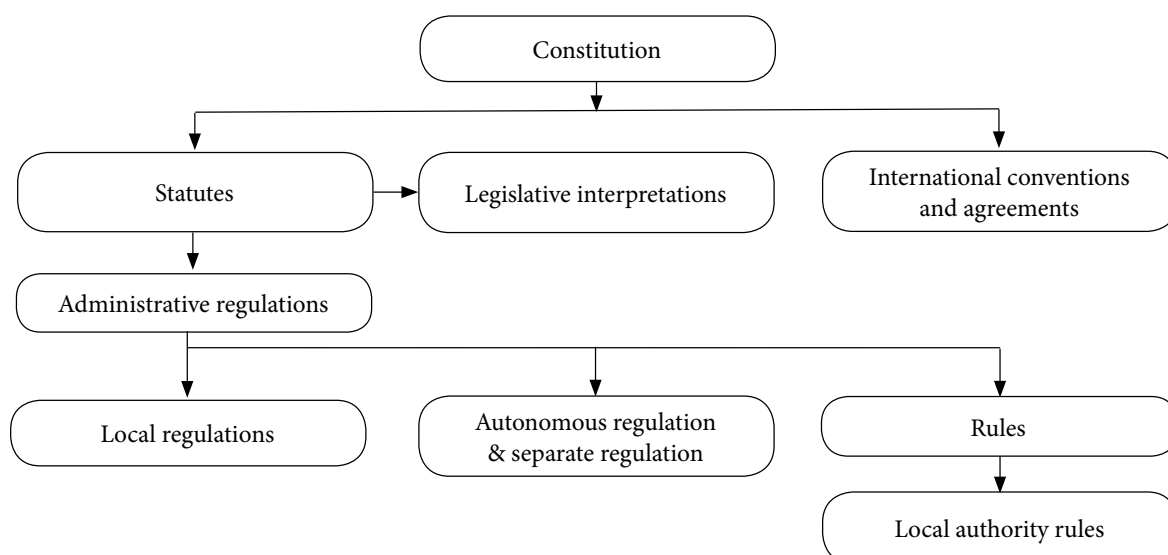 Constitution
Statutes
Legislative interpretations
International conventions
and agreements
Administrative regulations
Local regulations
Autonomous regulation
& separate regulation
Rules
Local authority rules